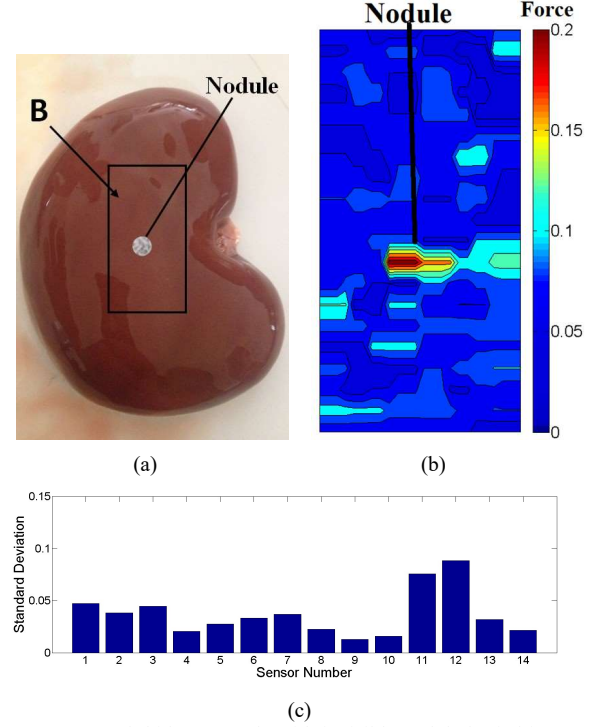 Nodule
B
(a)
Nodule
Force
0.2
0.15
0.1
0.05
0
(b)
0.15
0.1
0.05
0
Standard Deviation
1 2 3 4 5 6 7 8 9 10 11 12 13 14
Sensor Number
(c)